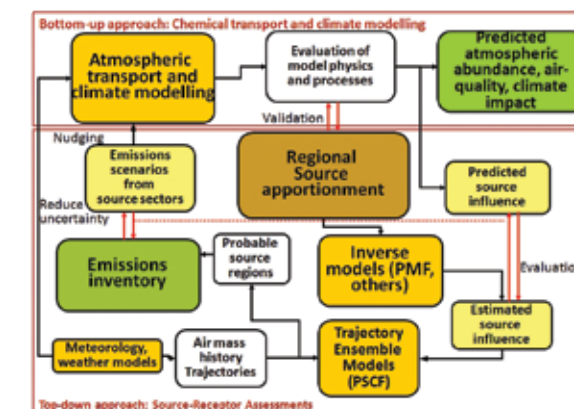 Bottom-up approach: Chemical transport and climate modelling
Atmospheric
transport and
climate modelling
Evaluation of
model physics
and processes
Predicted
atmospheric
abundance, air-
quality, climate
impact
Validation
Nudging
Emissions
scenarios
from
source sectors
Regional
Source
apportionment
Predicted
source
influence
Reduce
uncertainty
Emissions
inventory
Probable
source
regions
Inverse
models (PMF,
others)
Evaluation
Estimated
source
influence
Meteorology,
weather models
Air mass
history
Trajectories
Trajectory
Ensemble
Models
(PSCF)
Top-down approach: Source-Receptor Assessments